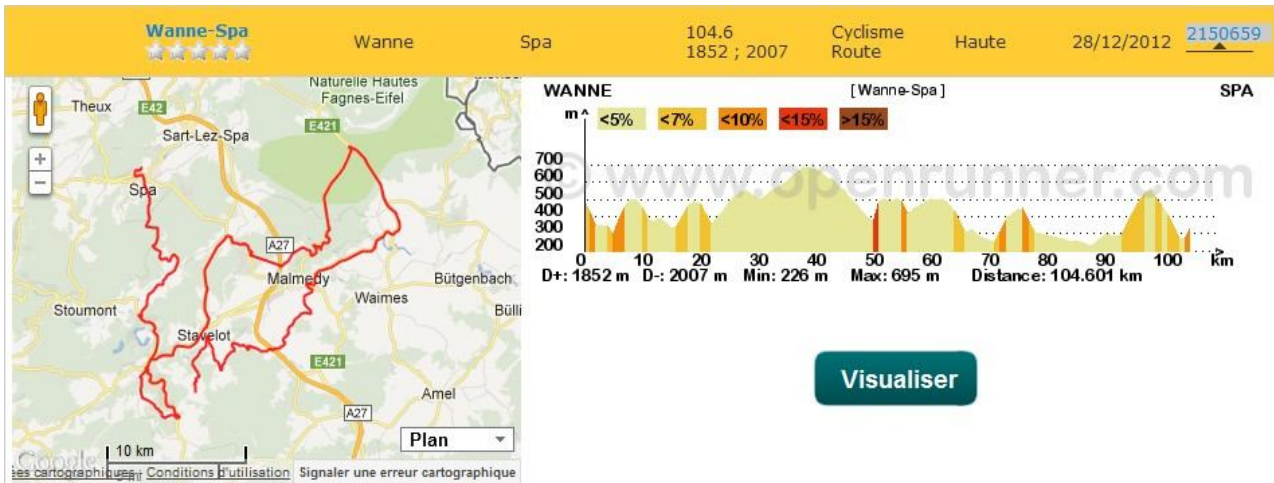 Wanne-Spa
Wanne
Spa
104.6
1852 ; 2007
Cyclisme
Route
Haute
28/12/2012
2150659
Naturelle Hautes
Fagnes-Eifel
Theux
E42
E421
Sart-Lez-Spa
+
−
Spa
A27
Malmedy
Bütgenbach
Waimes
Bülli
Stoumont
Stavelot
E421
Amel
A27
Plan
10 km
Google
ées cartographiques
Conditions d'utilisation
Signaler une erreur cartographique
WANNE
[Wanne-Spa]
SPA
m
<5% <7% <10% <15% >15%
© www.openrunner.com
700
600
500
400
300
200
0 10 20 30 40 50 60 70 80 90 100 km
D+: 1852 m D-: 2007 m Min: 226 m Max: 695 m Distance: 104.601 km
Visualiser